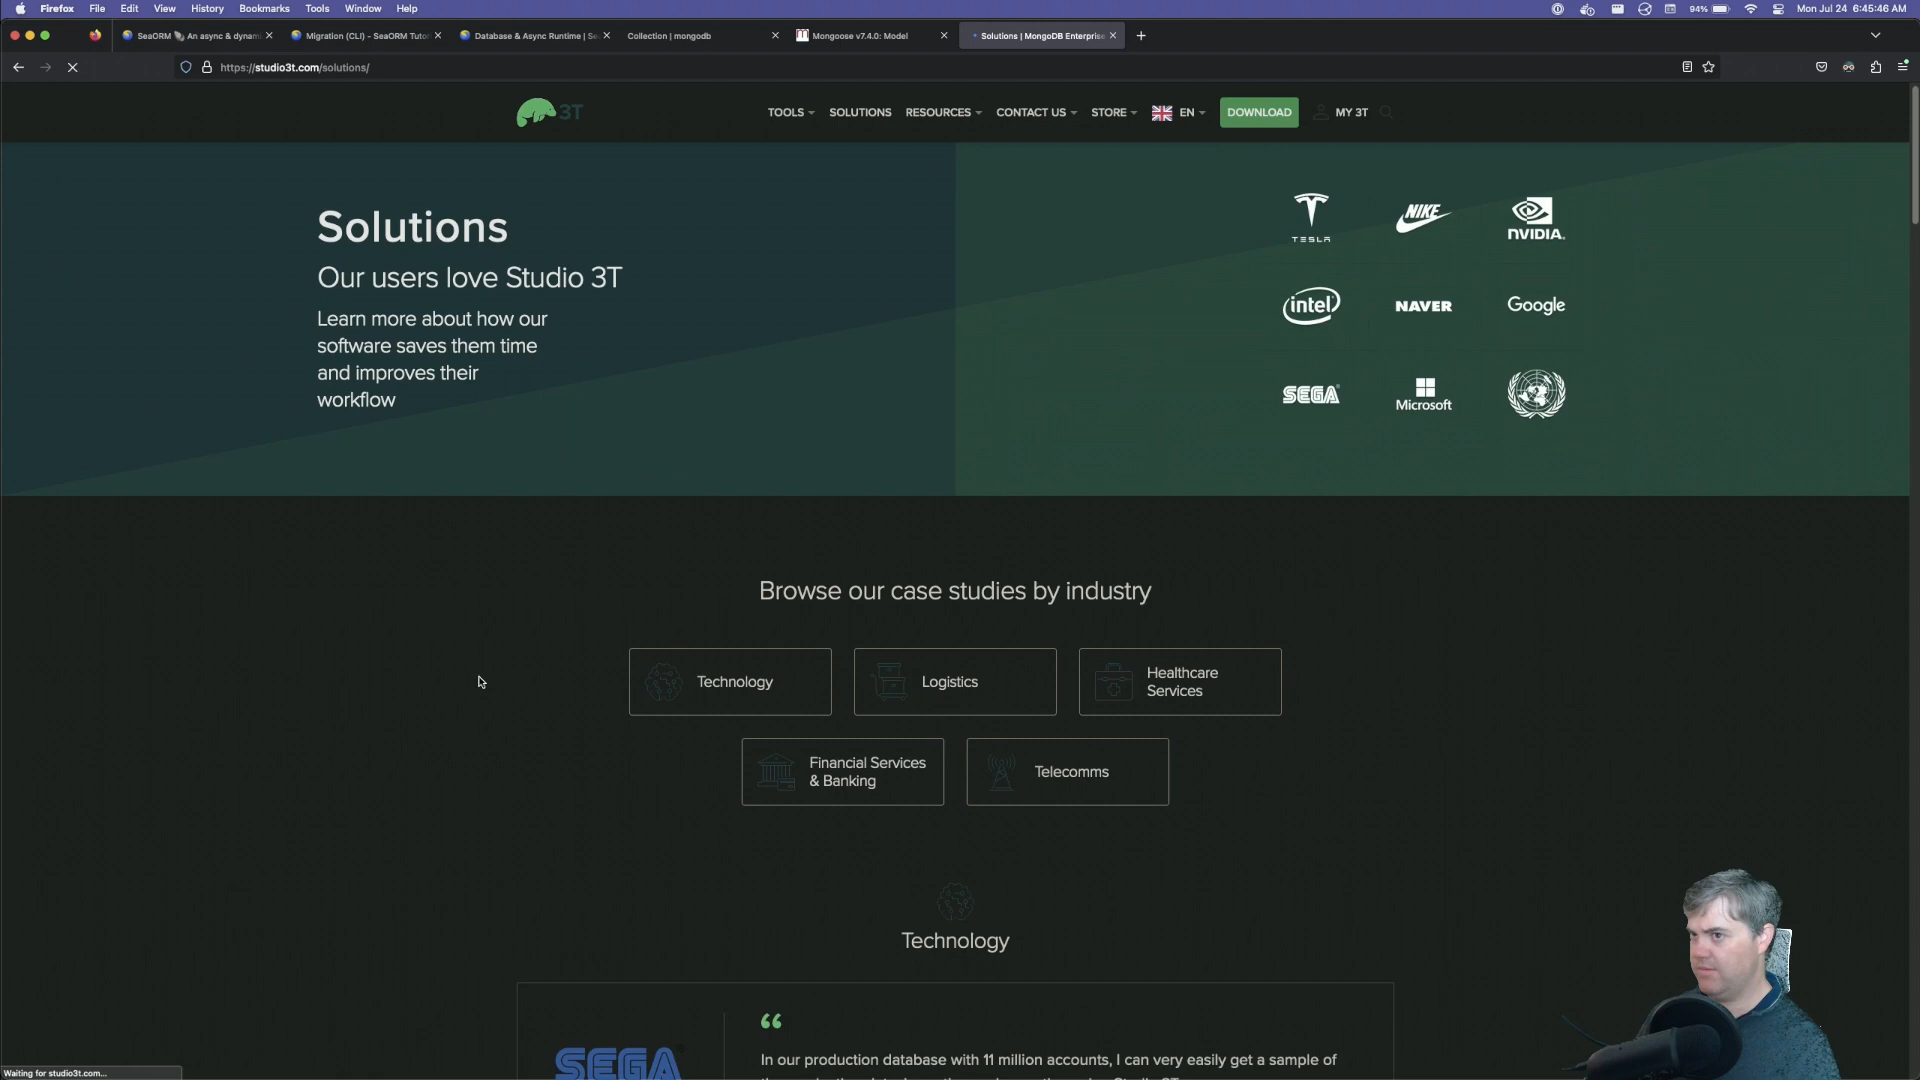 Firefox File Edit View History Bookmarks Tools Window Help 94% Mon Jul 24 6:45:46 AM
SeaORM An async & dynami Migration (CLI) - SeaORM Tutor Database & Async Runtime | Se Collection | mongodb Mongoose v7.4.0: Model Solutions | MongoDB Enterprise
https://studio3t.com/solutions/
3T TOOLS SOLUTIONS RESOURCES CONTACT US STORE EN DOWNLOAD MY 3T
Solutions
Our users love Studio 3T
Learn more about how our
software saves them time
and improves their
workflow
TESLA NIKE NVIDIA
intel NAVER Google
SEGA Microsoft
Browse our case studies by industry
Technology
Logistics
Healthcare
Services
Financial Services
& Banking
Telecomms
Technology
“
SEGA
In our production database with 11 million accounts, I can very easily get a sample of
Waiting for studio3t.com...